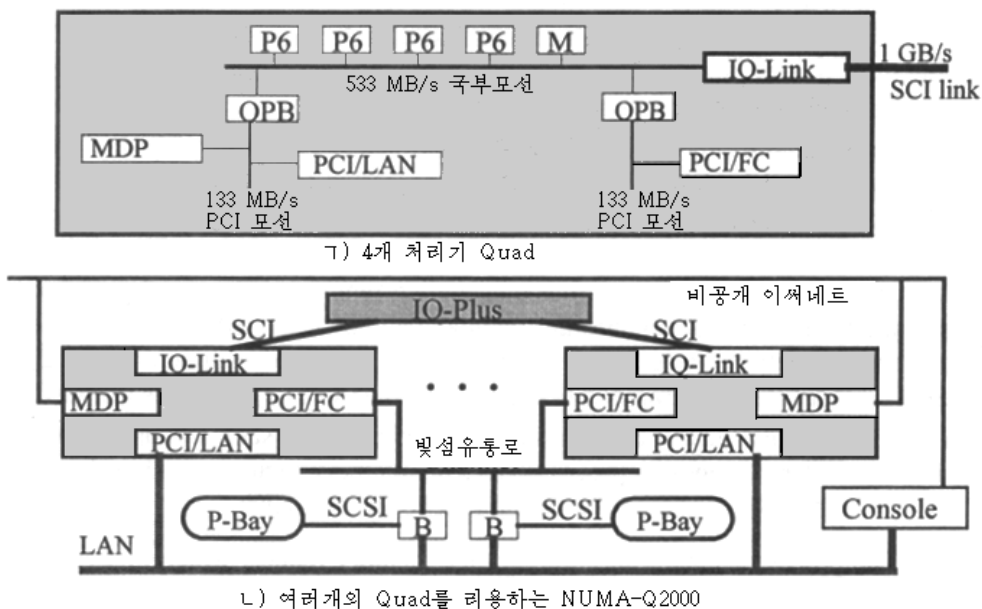 P6 P6 P6 P6 M
1 GB/s
IQ-Link
533 MB/s 국부모선
SCI link
OPB OPB
MDP
PCI/LAN PCI/FC
133 MB/s 133 MB/s
PCI 모선 PCI 모선
ㄱ) 4개 처리기 Quad
비공개 이써네트
IQ-Plus
SCI SCI
IQ-Link IQ-Link
MDP PCI/FC PCI/FC MDP
PCI/LAN 빛섬유통로 PCI/LAN
P-Bay SCSI B B SCSI P-Bay Console
LAN
ㄴ) 여러개의 Quad를 리용하는 NUMA-Q2000